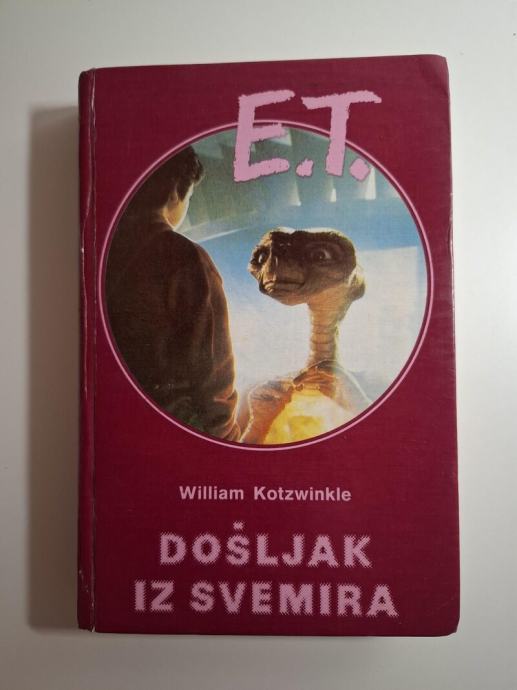 E.T.
William Kotzwinkle
DOŠLJAK
IZ SVEMIRA